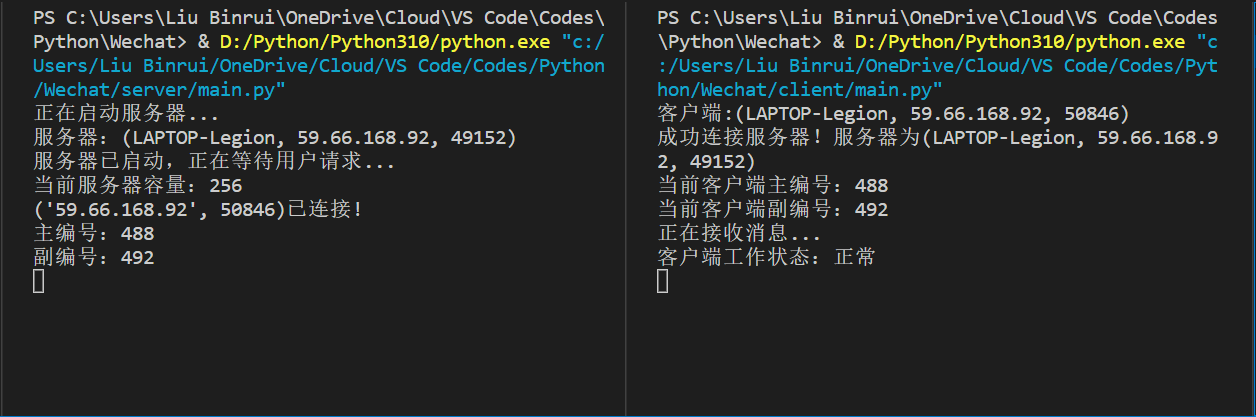 PS C:\Users\Liu Binrui\OneDrive\Cloud\VS Code\Codes\
Python\Wechat> & D:/Python/Python310/python.exe "c:/
Users/Liu Binrui/OneDrive/Cloud/VS Code/Codes/Python
/Wechat/server/main.py"
正在启动服务器...
服务器：(LAPTOP-Legion, 59.66.168.92, 49152)
服务器已启动，正在等待用户请求...
当前服务器容量：256
('59.66.168.92', 50846)已连接！
主编号：488
副编号：492
PS C:\Users\Liu Binrui\OneDrive\Cloud\VS Code\Codes
\Python\Wechat> & D:/Python/Python310/python.exe "c
:/Users/Liu Binrui/OneDrive/Cloud/VS Code/Codes/Pyt
hon/Wechat/client/main.py"
客户端:(LAPTOP-Legion, 59.66.168.92, 50846)
成功连接服务器！服务器为(LAPTOP-Legion, 59.66.168.9
2, 49152)
当前客户端主编号：488
当前客户端副编号：492
正在接收消息...
客户端工作状态：正常